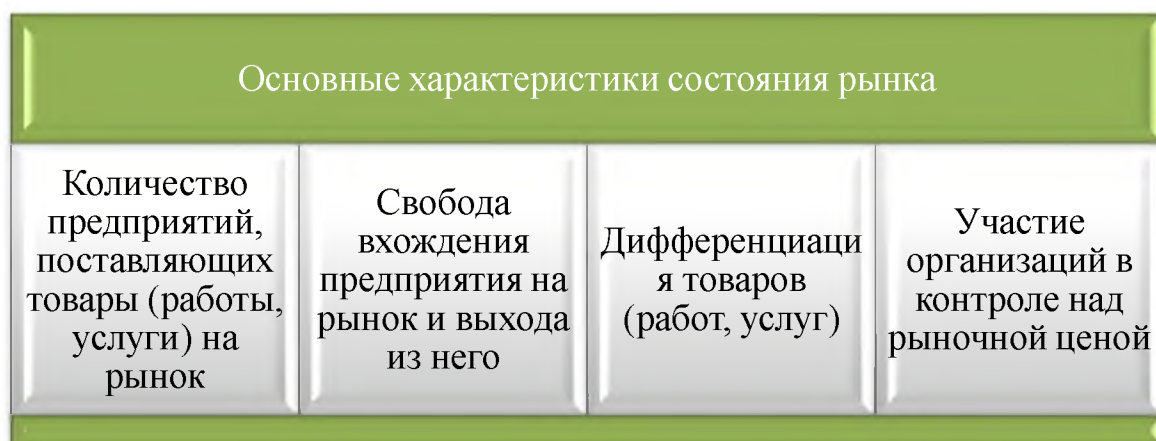 Основные характеристики состояния рынка
Количество
предприятий,
поставляющих
товары (работы,
услуги) на
рынок
Свобода
вхождения
предприятия на
рынок и выхода
из него
Дифференциаци
я товаров
(работ, услуг)
Участие
организаций в
контроле над
рыночной ценой